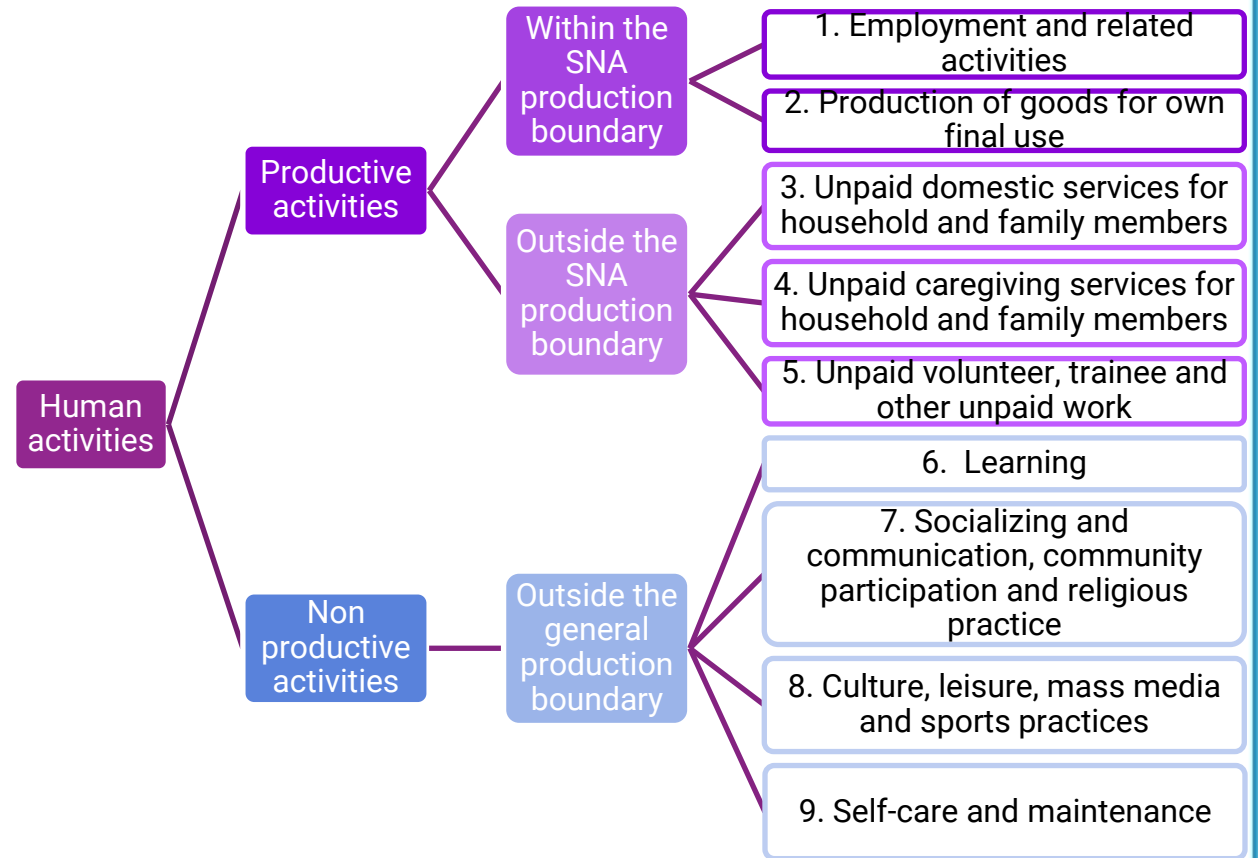 Human
activities
Productive
activities
Non
productive
activities
Within the
SNA
production
boundary
Outside the
SNA
production
boundary
Outside the
general
production
boundary
1. Employment and related
activities
2. Production of goods for own
final use
3. Unpaid domestic services for
household and family members
4. Unpaid caregiving services for
household and family members
5. Unpaid volunteer, trainee and
other unpaid work
6.  Learning
7. Socializing and
communication, community
participation and religious
practice
8. Culture, leisure, mass media
and sports practices
9. Self-care and maintenance